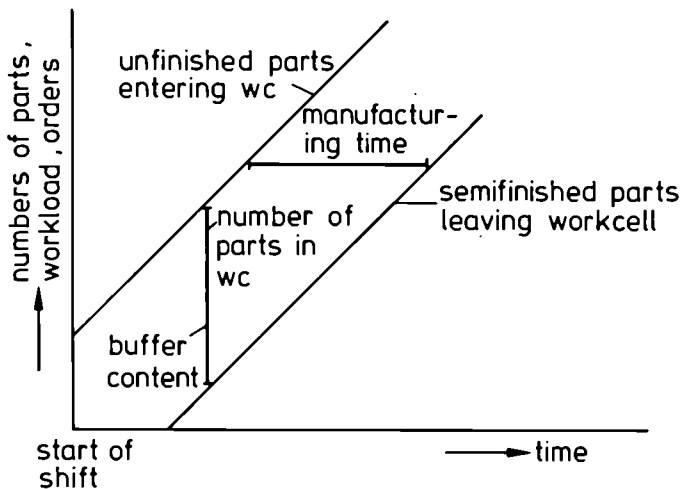 numbers of parts,
workload, orders
unfinished parts
entering wc
manufactur-
ing time
semifinished parts
leaving workcell
number of
parts in
wc
buffer
content
start of
shift
time